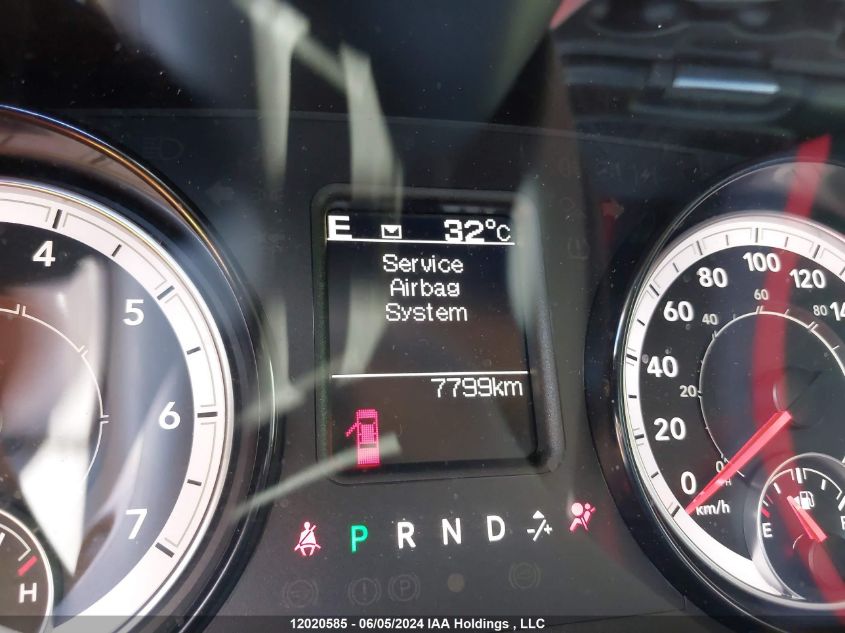 E 32°C
Service
Airbag
System
7799km
4
5
6
7
H
P R N D
0 20 40 60 80 100 120
0 20 40 60 80
km/h
E
12020585 - 06/05/2024 IAA Holdings , LLC